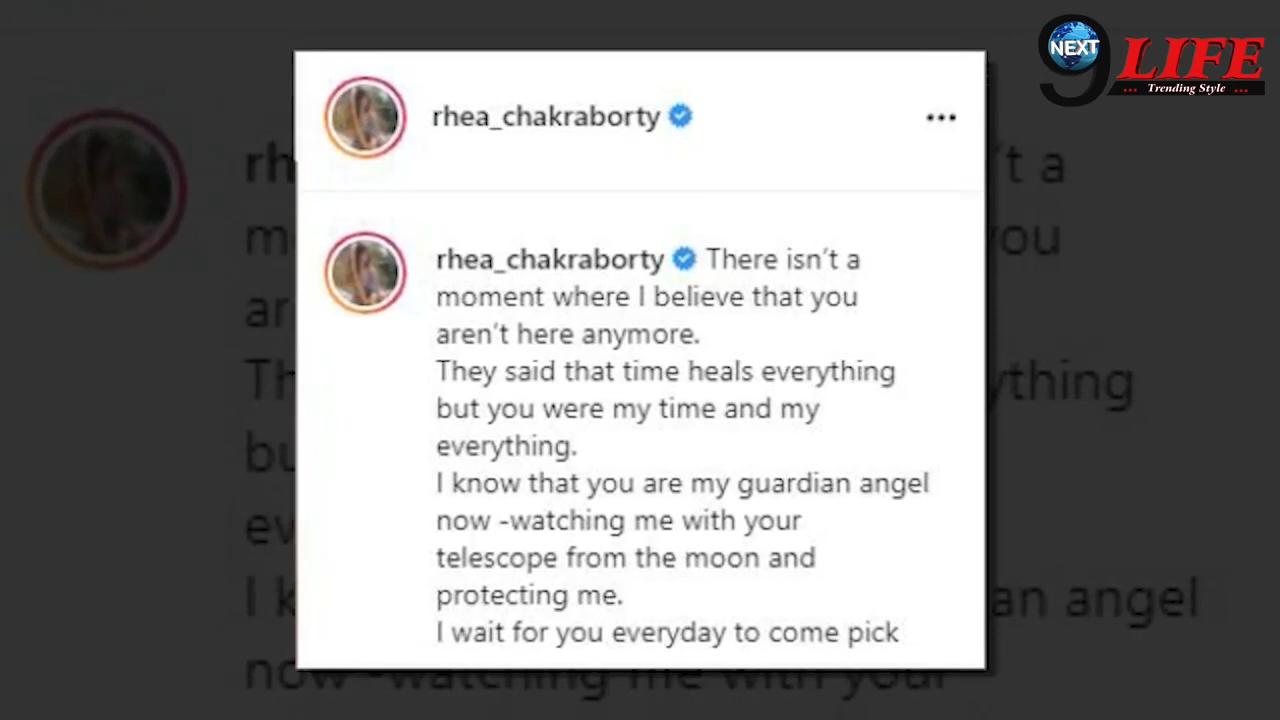 9 NEXT LIFE
... Trending Style ...
rhea_chakraborty
rhea_chakraborty There isn't a
moment where I believe that you
aren't here anymore.
They said that time heals everything
but you were my time and my
everything.
I know that you are my guardian angel
now -watching me with your
telescope from the moon and
protecting me.
I wait for you everyday to come pick